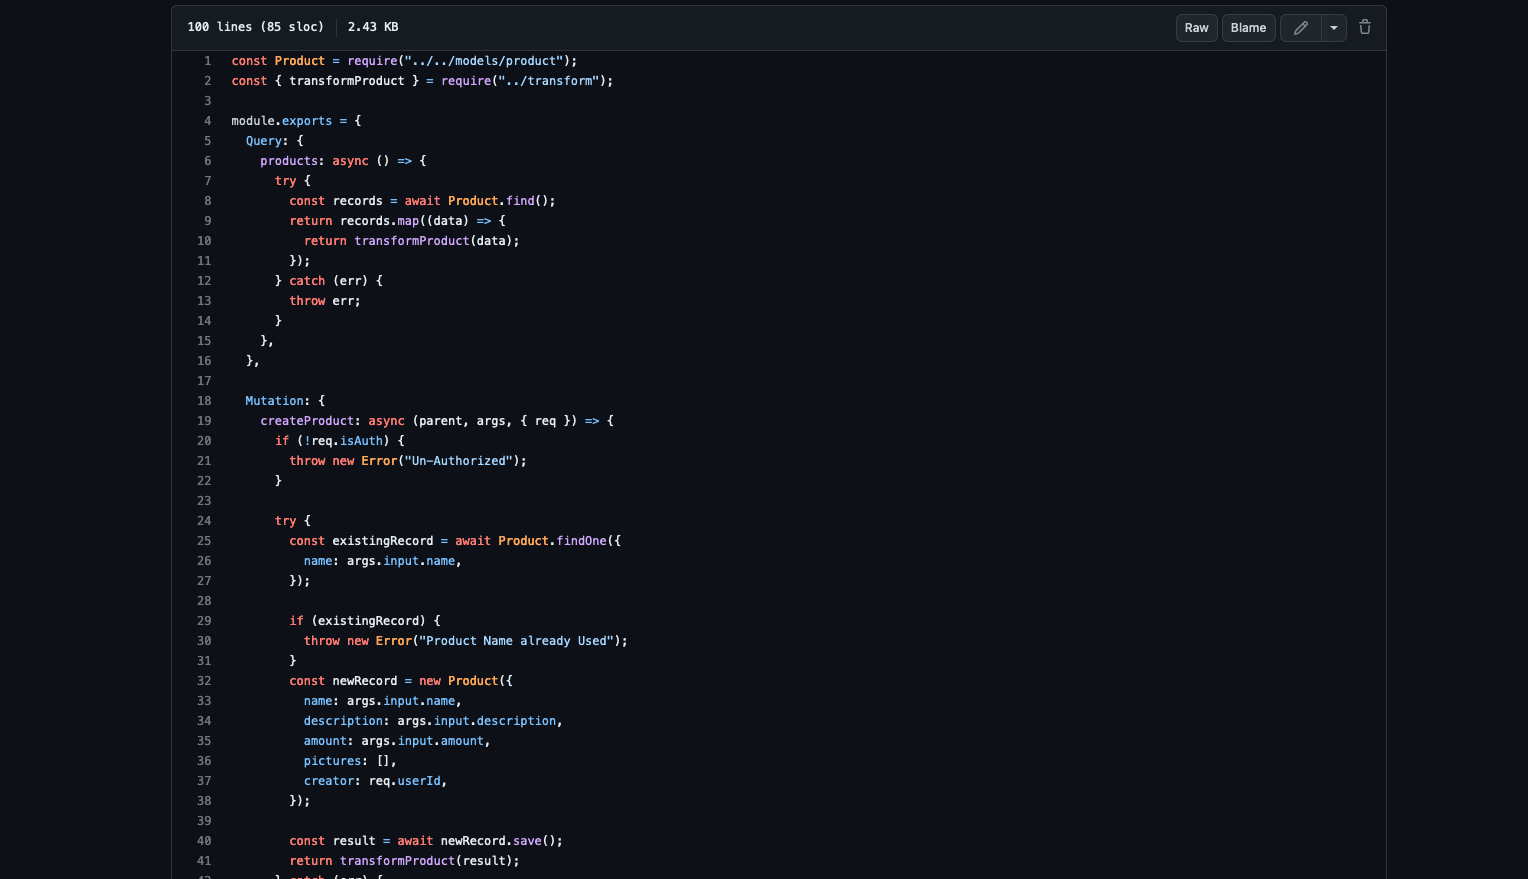 100 lines (85 sloc) 2.43 KB Raw Blame
1 const Product = require("../../models/product");
2 const { transformProduct } = require("../transform");
3
4 module.exports = {
5 Query: {
6 products: async () => {
7 try {
8 const records = await Product.find();
9 return records.map((data) => {
10 return transformProduct(data);
11 });
12 } catch (err) {
13 throw err;
14 }
15 },
16 },
17
18 Mutation: {
19 createProduct: async (parent, args, { req }) => {
20 if (!req.isAuth) {
21 throw new Error("Un-Authorized");
22 }
23
24 try {
25 const existingRecord = await Product.findOne({
26 name: args.input.name,
27 });
28
29 if (existingRecord) {
30 throw new Error("Product Name already Used");
31 }
32 const newRecord = new Product({
33 name: args.input.name,
34 description: args.input.description,
35 amount: args.input.amount,
36 pictures: [],
37 creator: req.userId,
38 });
39
40 const result = await newRecord.save();
41 return transformProduct(result);
42 } catch (err) {